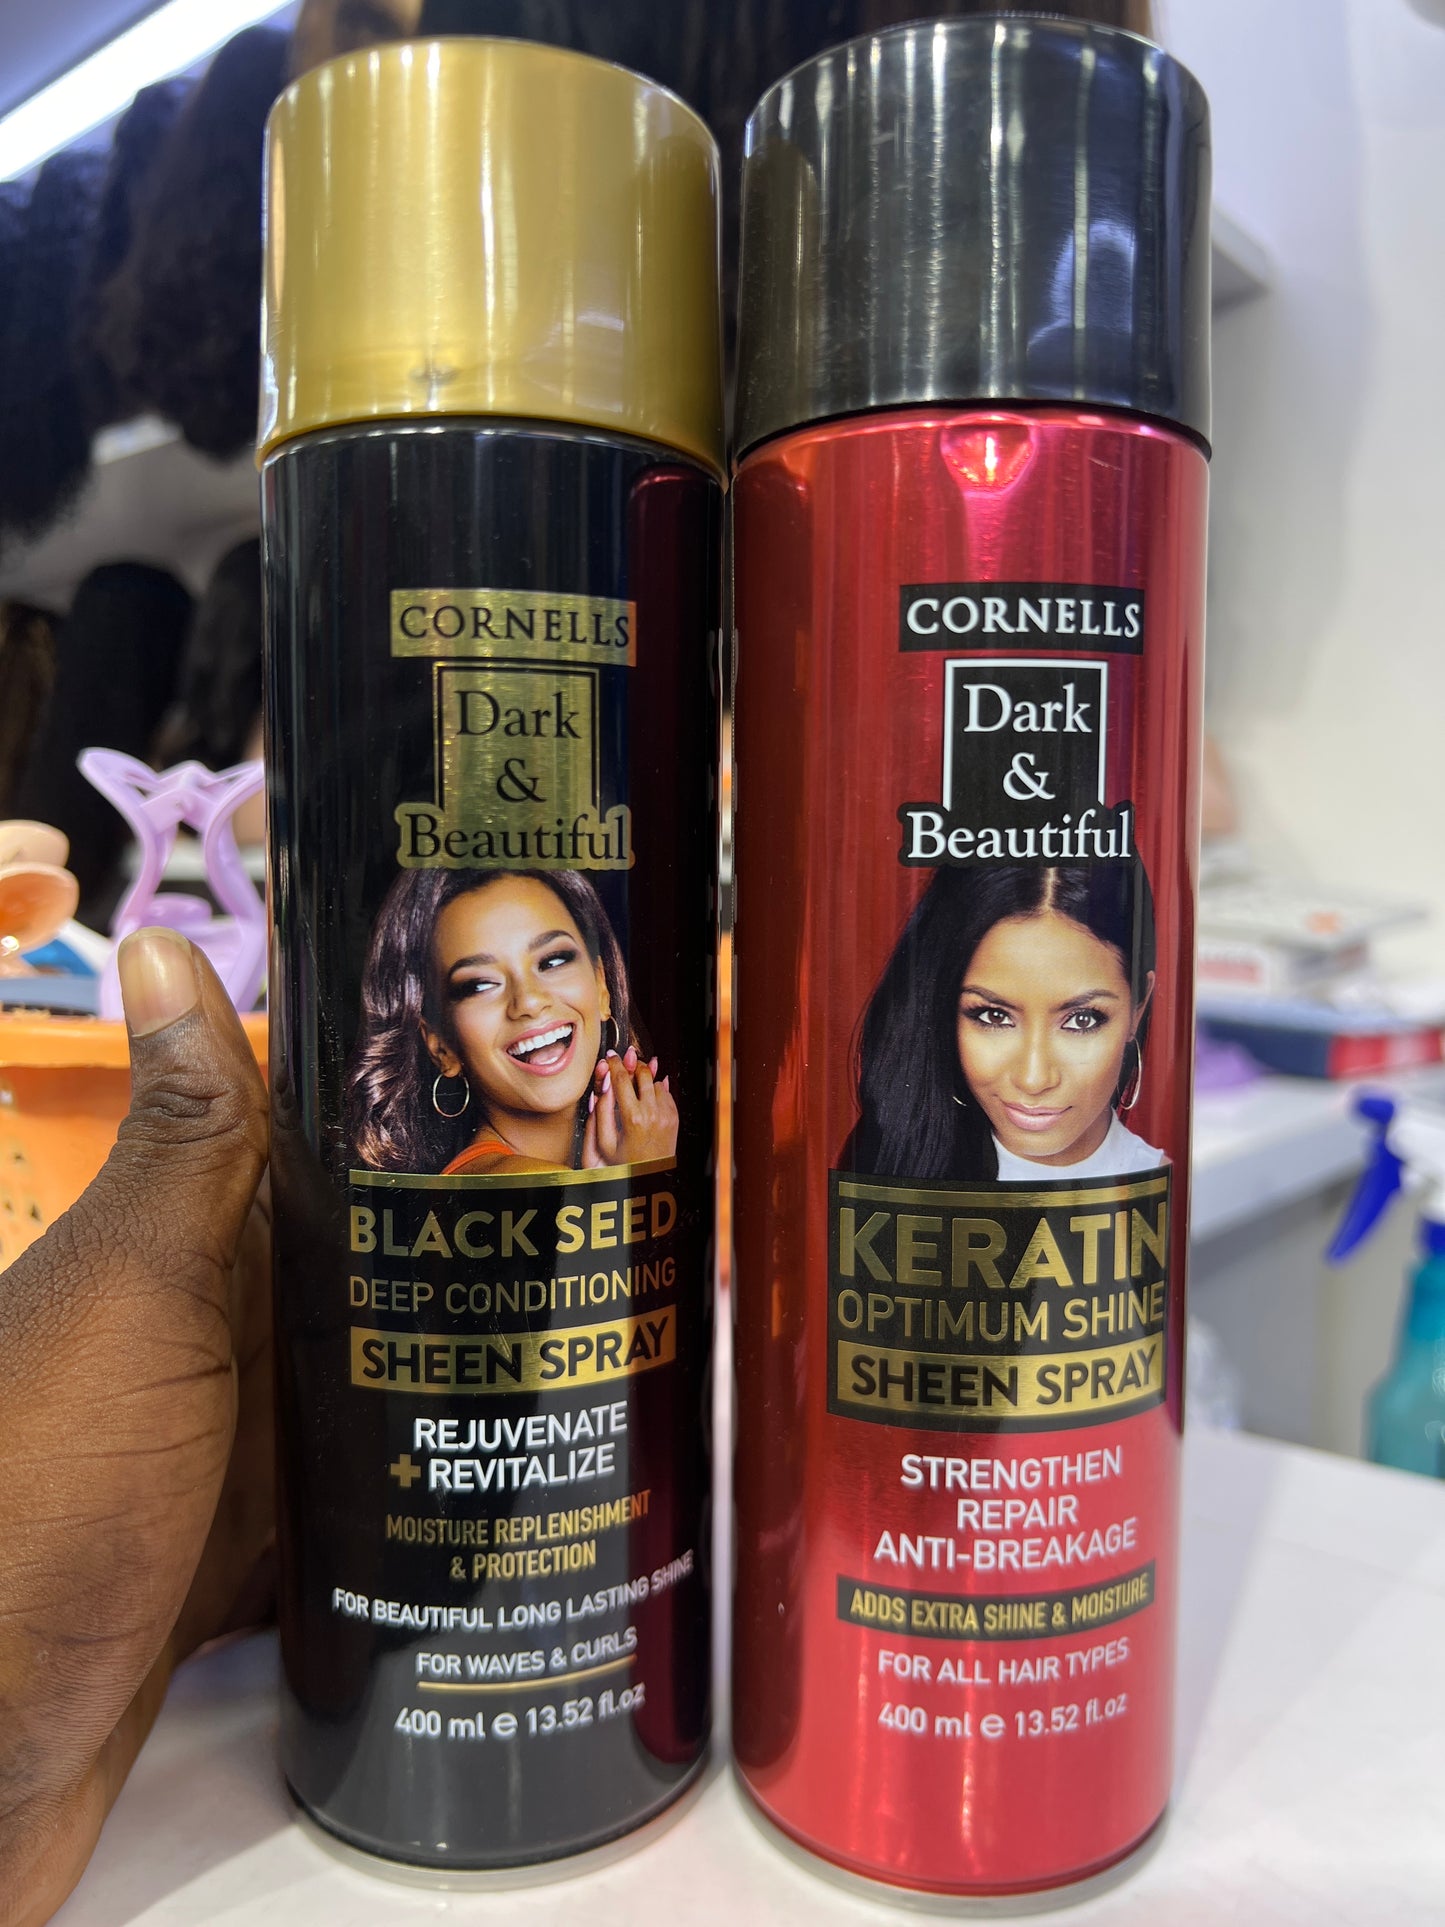 CORNELLS
Dark
&
Beautiful
BLACK SEED
DEEP CONDITIONING
SHEEN SPRAY
REJUVENATE
+ REVITALIZE
MOISTURE REPLENISHMENT
& PROTECTION
FOR BEAUTIFUL LONG LASTING SHINE
FOR WAVES & CURLS
400 ml e 13.52 fl.oz
CORNELLS
Dark
&
Beautiful
KERATIN
OPTIMUM SHINE
SHEEN SPRAY
STRENGTHEN
REPAIR
ANTI-BREAKAGE
ADDS EXTRA SHINE & MOISTURE
FOR ALL HAIR TYPES
400 ml e 13.52 fl.oz